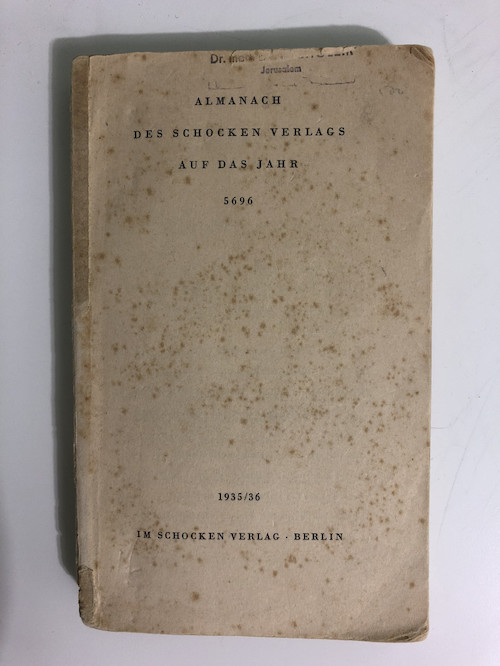 Dr.
Jerusalem
ALMANACH
DES SCHOCKEN VERLAGS
AUF DAS JAHR
5696
1935/36
IM SCHOCKEN VERLAG · BERLIN